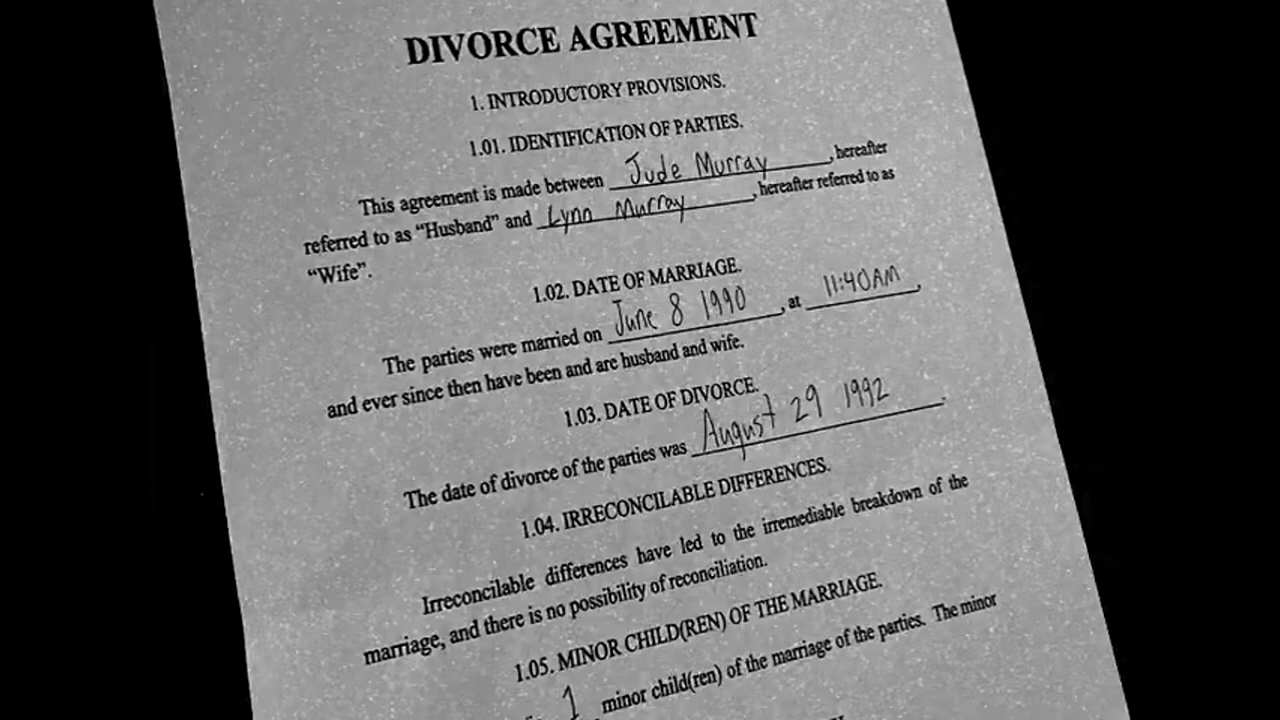 DIVORCE AGREEMENT
1. INTRODUCTORY PROVISIONS.
1.01. IDENTIFICATION OF PARTIES.
This agreement is made between Jude Murray, hereafter
referred to as “Husband” and Lynn Murray, hereafter referred to as
“Wife”.
1.02. DATE OF MARRIAGE.
The parties were married on June 8 1990, at 11:40AM,
and ever since then have been and are husband and wife.
1.03. DATE OF DIVORCE.
The date of divorce of the parties was August 29 1992.
1.04. IRRECONCILABLE DIFFERENCES.
Irreconcilable differences have led to the irremediable breakdown of the
marriage, and there is no possibility of reconciliation.
1.05. MINOR CHILD(REN) OF THE MARRIAGE.
1 minor child(ren) of the marriage of the parties. The minor